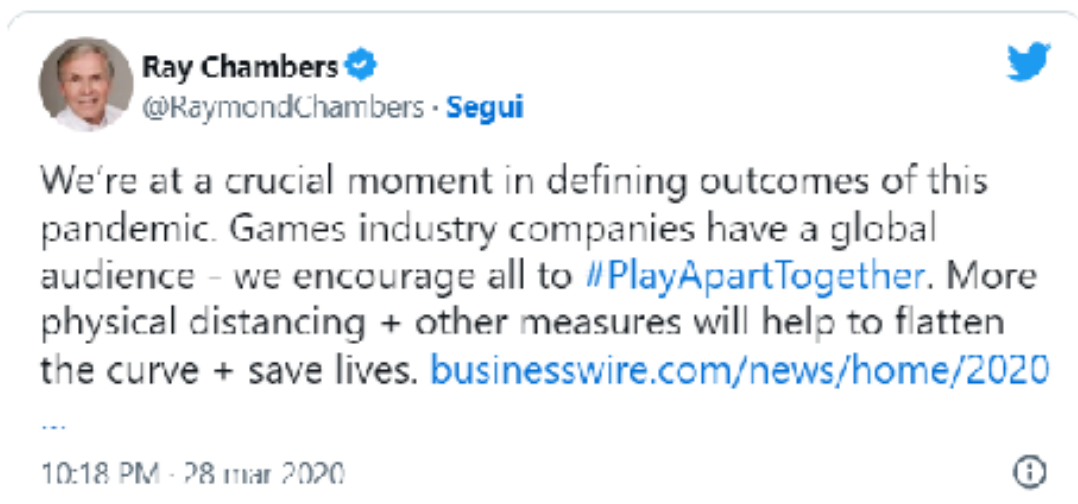 Ray Chambers
@RaymondChambers · Segui
We're at a crucial moment in defining outcomes of this
pandemic. Games industry companies have a global
audience - we encourage all to #PlayApartTogether. More
physical distancing + other measures will help to flatten
the curve + save lives. businesswire.com/news/home/2020
...
10:18 PM · 28 mar 2020